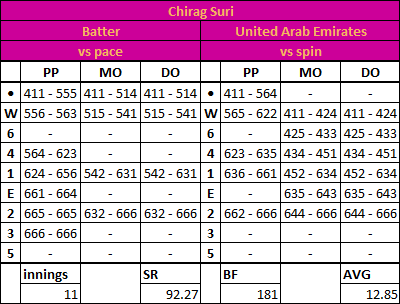 Chirag Suri
Batter United Arab Emirates
vs pace vs spin
PP MO DO PP MO DO
• 411 - 555 411 - 514 411 - 514 • 411 - 564 - -
W 556 - 563 515 - 541 515 - 541 W 565 - 622 411 - 424 411 - 424
6 - - - 6 - 425 - 433 425 - 433
4 564 - 623 - - 4 623 - 635 434 - 451 434 - 451
1 624 - 656 542 - 631 542 - 631 1 636 - 661 452 - 634 452 - 634
E 661 - 664 - - E - 635 - 643 635 - 643
2 665 - 665 632 - 666 632 - 666 2 662 - 666 644 - 666 644 - 666
3 666 - 666 - - 3 - - -
5 - - - 5 - - -
innings SR BF AVG
11 92.27 181 12.85